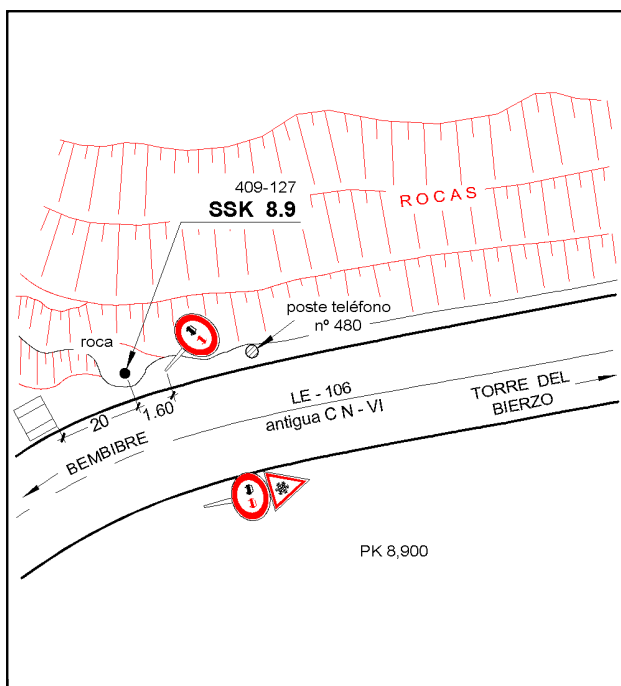 409-127
SSK 8.9
ROCAS
poste teléfono
nº 480
roca
20
1.60
LE - 106
antigua C N - VI
TORRE DEL
BIERZO
BEMBIBRE
PK 8,900